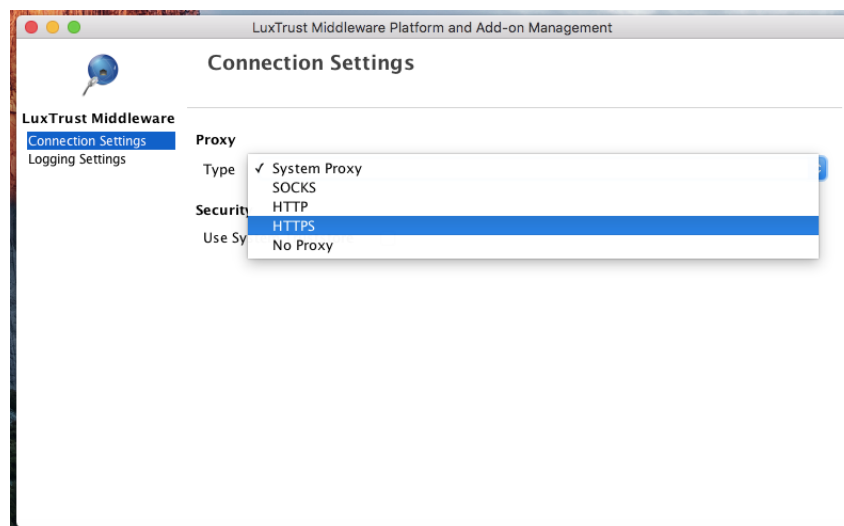 LuxTrust Middleware Platform and Add-on Management
Connection Settings
LuxTrust Middleware
Connection Settings
Logging Settings
Proxy
Type ✓ System Proxy
SOCKS
HTTP
HTTPS
No Proxy
Security
Use Sy